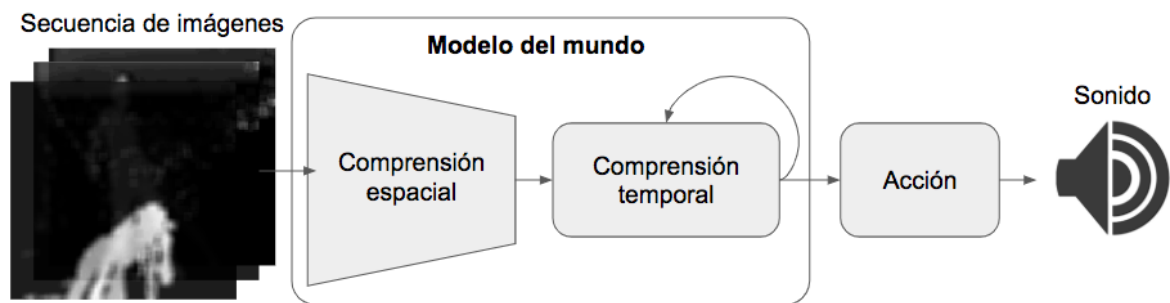 Secuencia de imágenes
Modelo del mundo
Comprensión
espacial
Comprensión
temporal
Acción
Sonido